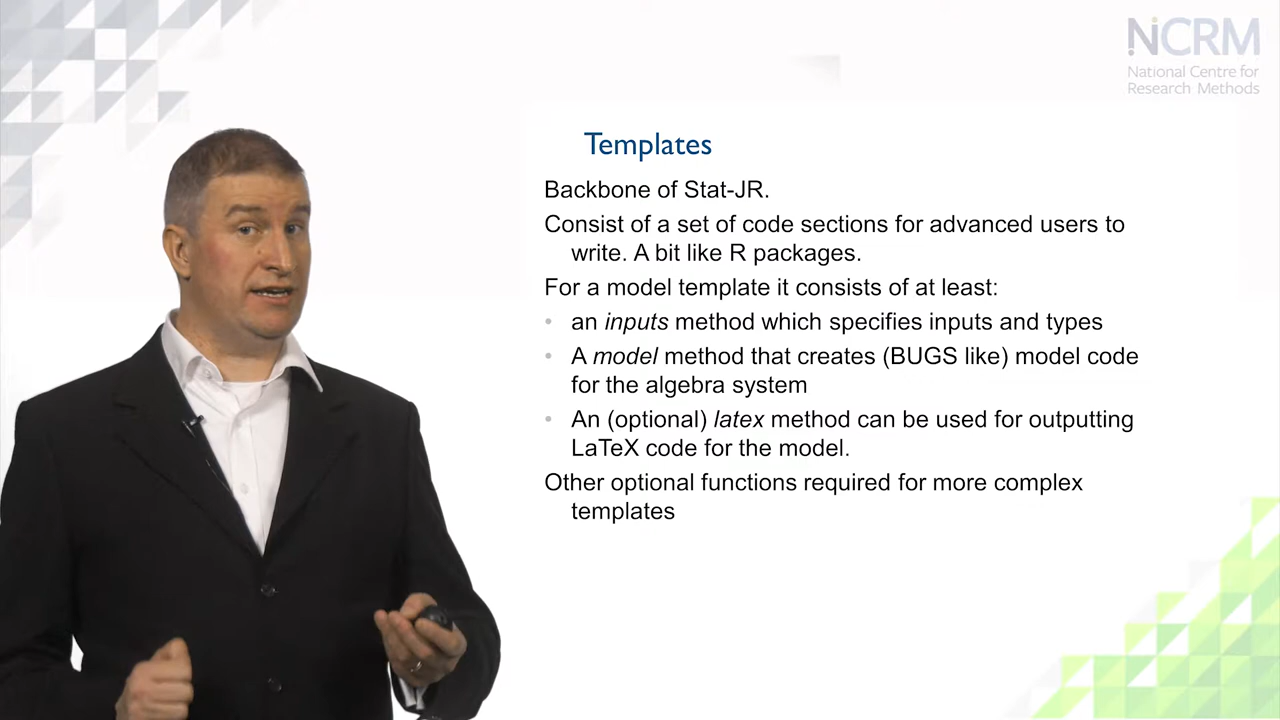 NCRM
National Centre for
Research Methods
Templates
Backbone of Stat-JR.
Consist of a set of code sections for advanced users to
write. A bit like R packages.
For a model template it consists of at least:
• an inputs method which specifies inputs and types
• A model method that creates (BUGS like) model code
for the algebra system
• An (optional) latex method can be used for outputting
LaTeX code for the model.
Other optional functions required for more complex
templates